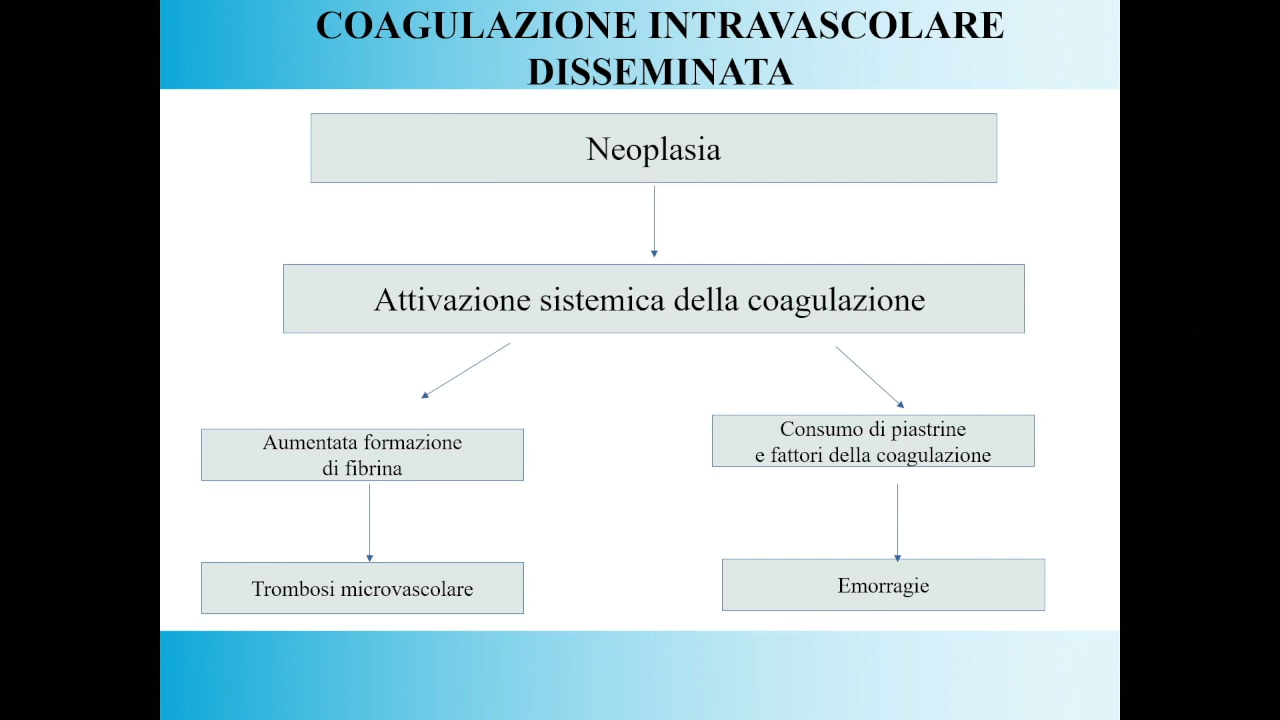 COAGULAZIONE INTRAVASCOLARE
DISSEMINATA
Neoplasia
Attivazione sistemica della coagulazione
Aumentata formazione
di fibrina
Consumo di piastrine
e fattori della coagulazione
Trombosi microvascolare
Emorragie